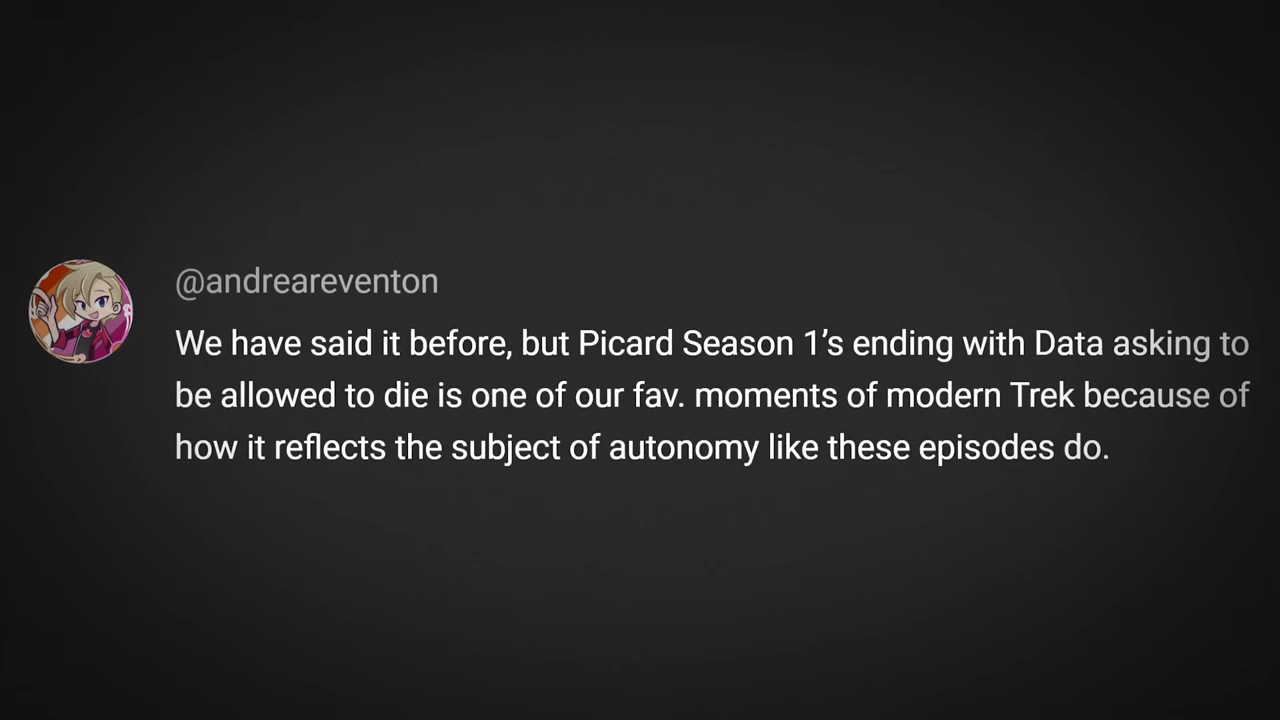 @andreareventon
We have said it before, but Picard Season 1’s ending with Data asking to
be allowed to die is one of our fav. moments of modern Trek because of
how it reflects the subject of autonomy like these episodes do.